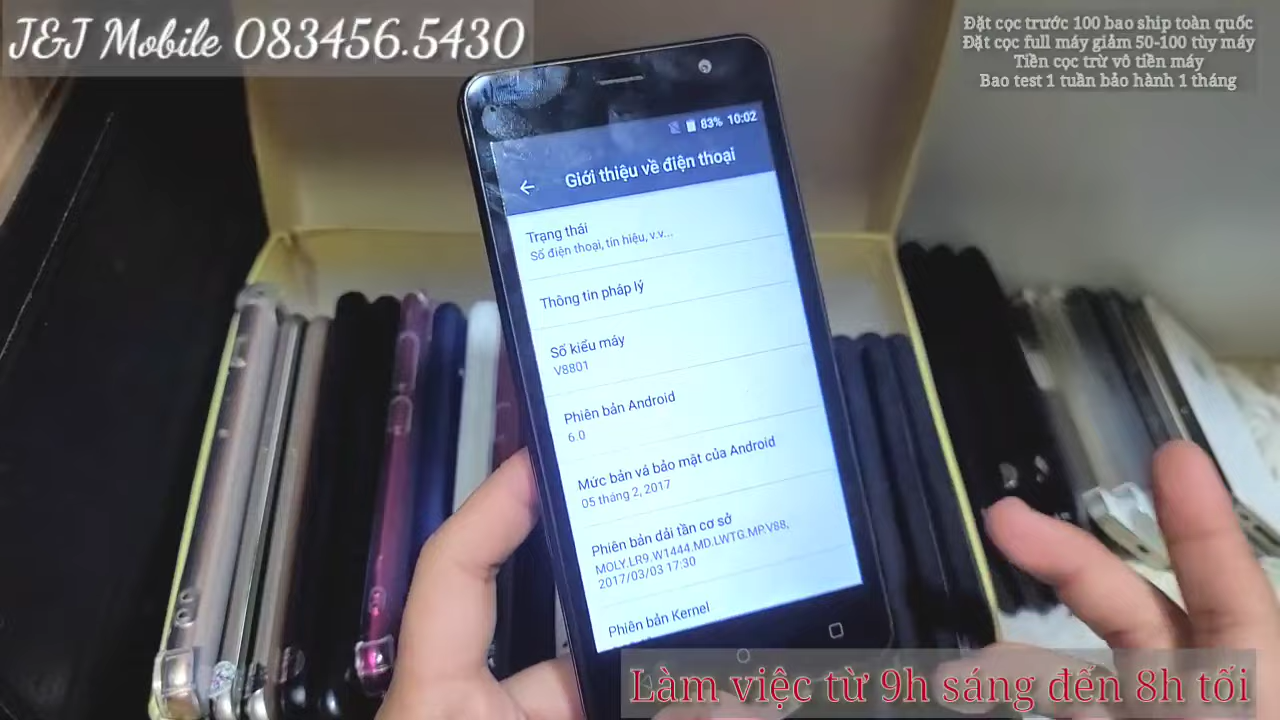 J&J Mobile 083456.5430
Đặt cọc trước 100 bao ship toàn quốc
Đặt cọc full máy giảm 50-100 tùy máy
Tiền cọc trừ vô tiền máy
Bao test 1 tuần bảo hành 1 tháng
83% 10:02
Giới thiệu về điện thoại
Trạng thái
Số điện thoại, tín hiệu, v.v...
Thông tin pháp lý
Số kiểu máy
V8801
Phiên bản Android
6.0
Mức bản vá bảo mật của Android
05 tháng 2, 2017
Phiên bản dải tần cơ sở
MOLY.LR9.W1444.MD.LWTG.MP.V88,
2017/03/03 17:30
Phiên bản Kernel
Làm việc từ 9h sáng đến 8h tối